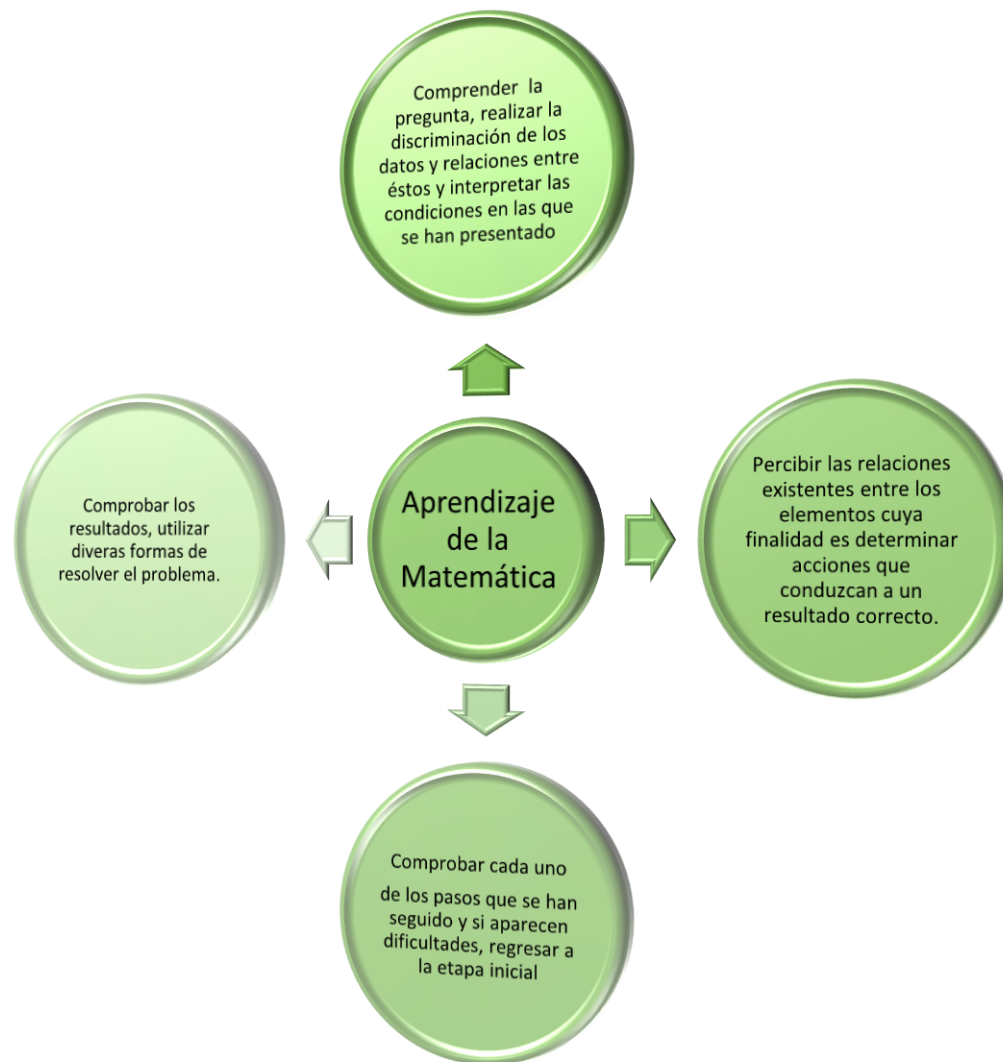 Comprender la
pregunta, realizar la
discriminación de los
datos y relaciones entre
éstos y interpretar las
condiciones en las que
se han presentado
Comprobar los
resultados, utilizar
diveras formas de
resolver el problema.
Aprendizaje
de la
Matemática
Percibir las relaciones
existentes entre los
elementos cuya
finalidad es determinar
acciones que
conduzcan a un
resultado correcto.
Comprobar cada uno
de los pasos que se han
seguido y si aparecen
dificultades, regresar a
la etapa inicial